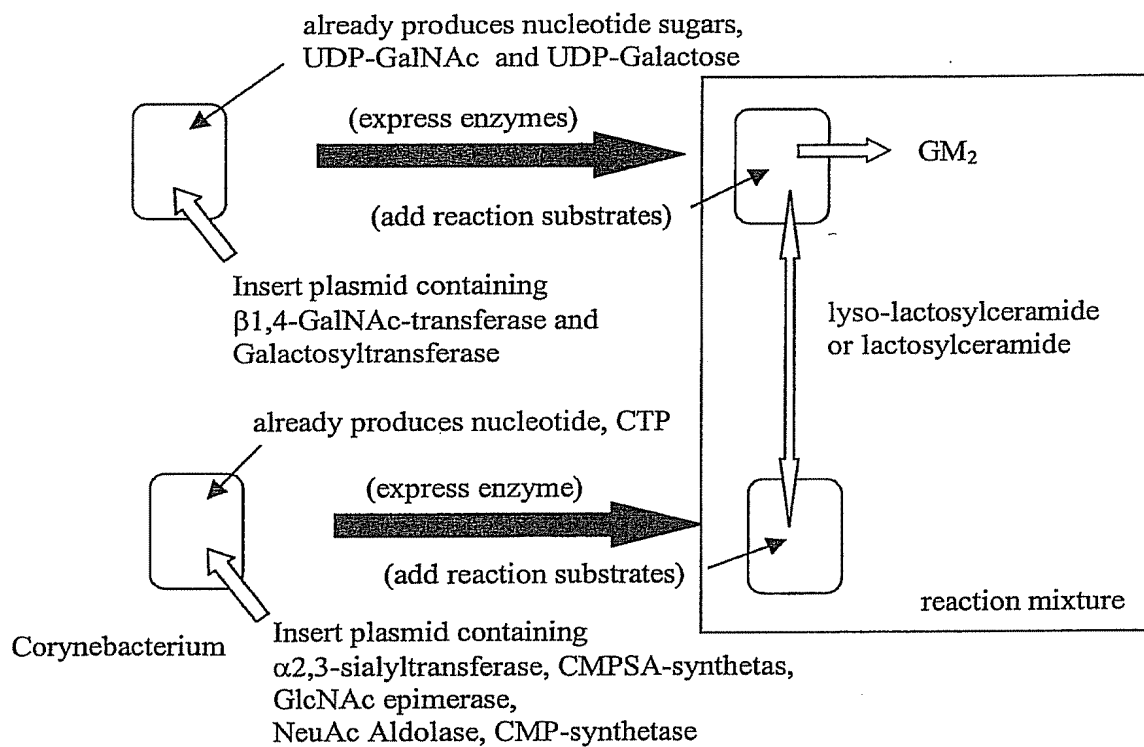 already produces nucleotide sugars,
UDP-GalNAc and UDP-Galactose
(express enzymes)
(add reaction substrates)
GM₂
Insert plasmid containing
β1,4-GalNAc-transferase and
Galactosyltransferase
lyso-lactosylceramide
or lactosylceramide
already produces nucleotide, CTP
(express enzyme)
(add reaction substrates)
reaction mixture
Corynebacterium
Insert plasmid containing
α2,3-sialyltransferase, CMPSA-synthetas,
GlcNAc epimerase,
NeuAc Aldolase, CMP-synthetase